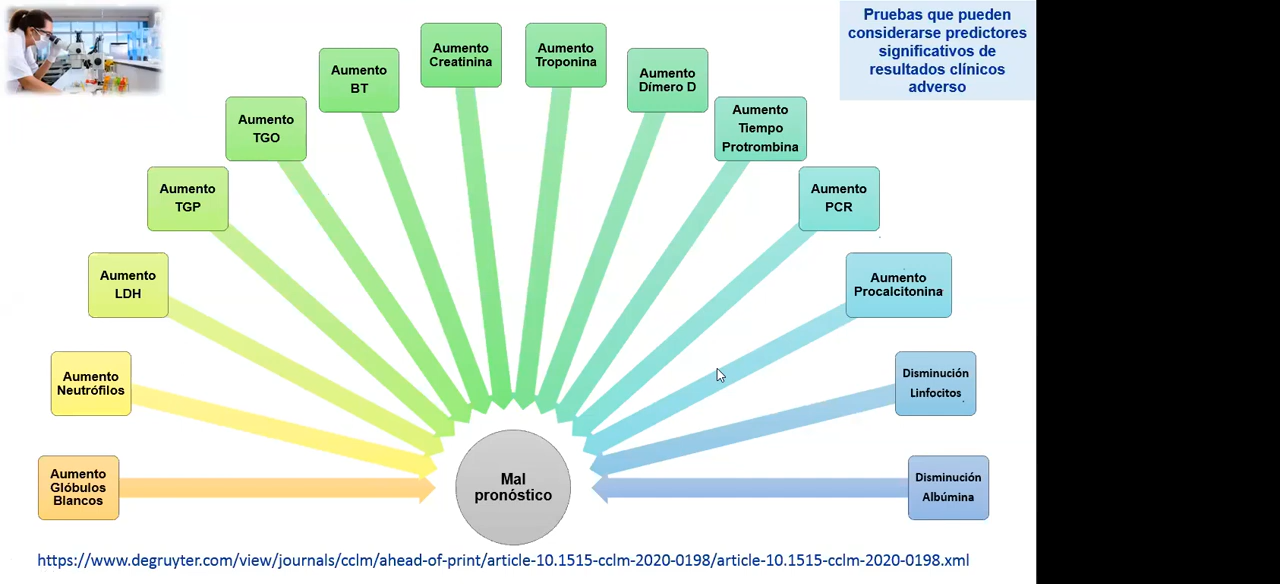 Pruebas que pueden
considerarse predictores
significativos de
resultados clínicos
adverso
Aumento
Glóbulos
Blancos
Aumento
Neutrófilos
Aumento
LDH
Aumento
TGP
Aumento
TGO
Aumento
BT
Aumento
Creatinina
Aumento
Troponina
Aumento
Dímero D
Aumento
Tiempo
Protrombina
Aumento
PCR
Aumento
Procalcitonina
Disminución
Linfocitos
Disminución
Albúmina
Mal
pronóstico
https://www.degruyter.com/view/journals/cclm/ahead-of-print/article-10.1515-cclm-2020-0198/article-10.1515-cclm-2020-0198.xml